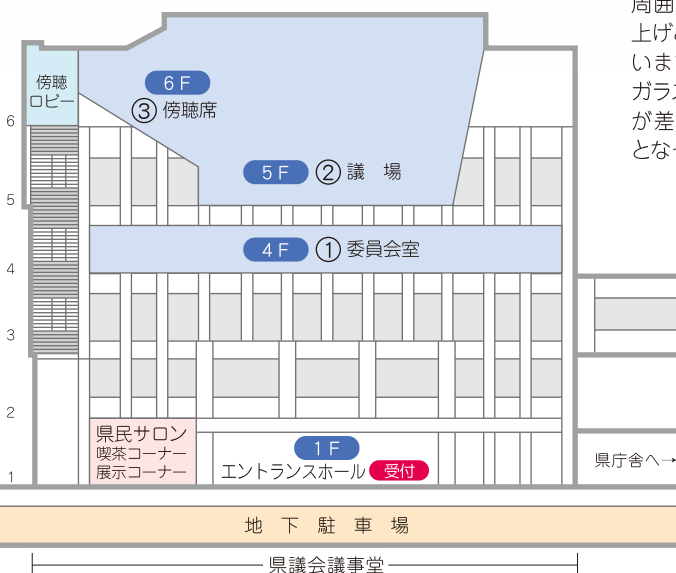 周囲
上げ
いま
ガラス
が差
とな
傍聴
ロビー
6F
③ 傍聴席
5F ② 議 場
4F ① 委員会室
6
5
4
3
2
1
県民サロン
喫茶コーナー
展示コーナー
1F
エントランスホール 受付
県庁舎へ→
地 下 駐 車 場
県議会議事堂